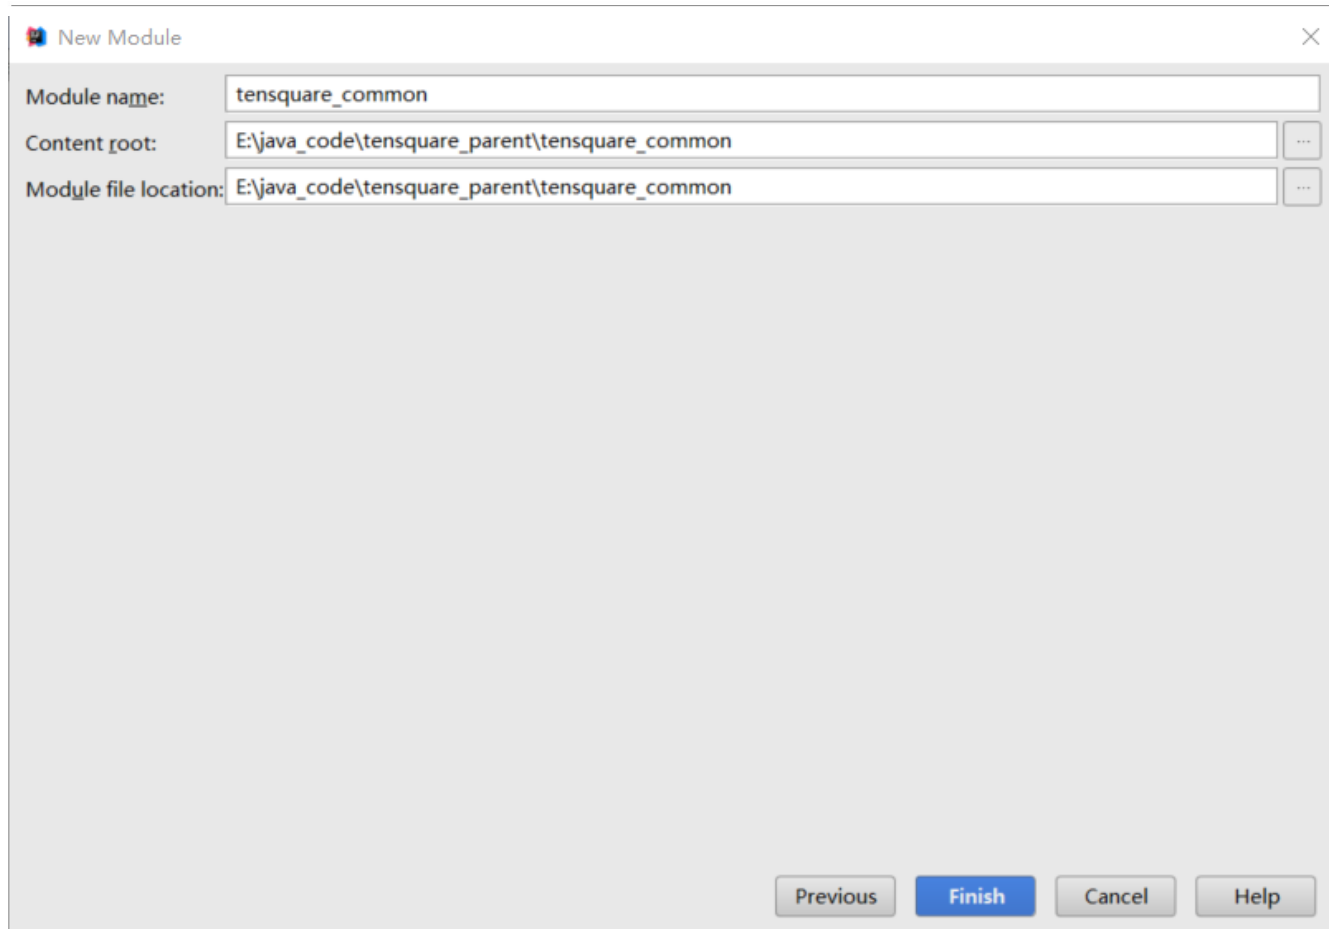 New Module
Module name: tensquare_common
Content root: E:\java_code\tensquare_parent\tensquare_common ...
Module file location: E:\java_code\tensquare_parent\tensquare_common ...
Previous Finish Cancel Help